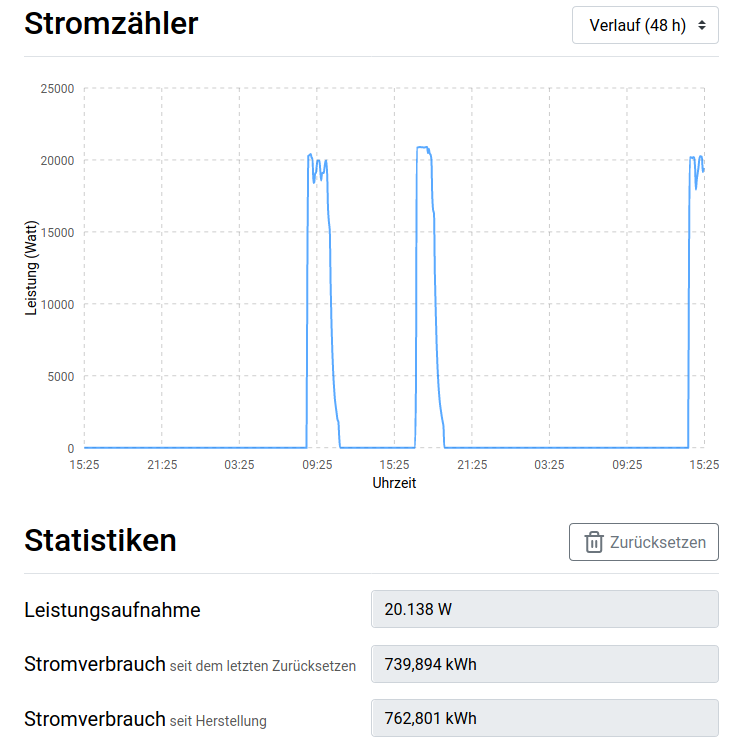 Stromzähler
Verlauf (48 h)
25000
20000
15000
10000
5000
0
Leistung (Watt)
15:25 21:25 03:25 09:25 15:25 21:25 03:25 09:25 15:25
Uhrzeit
Statistiken
Zurücksetzen
Leistungsaufnahme 20.138 W
Stromverbrauch seit dem letzten Zurücksetzen 739,894 kWh
Stromverbrauch seit Herstellung 762,801 kWh